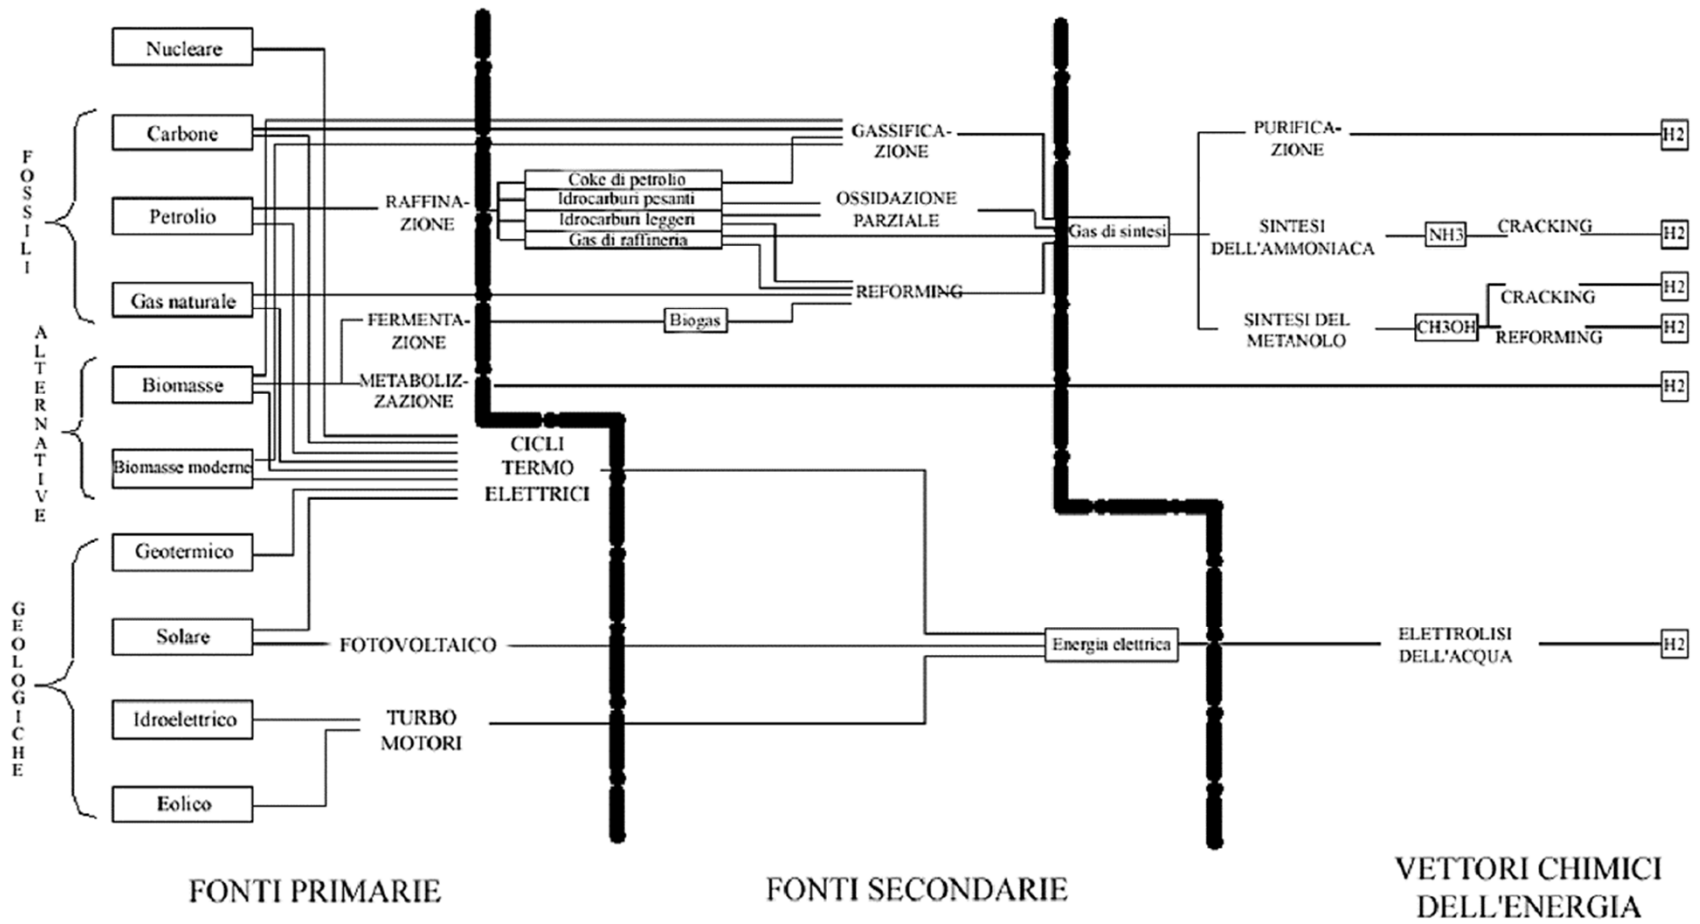 Nucleare
FOSSILI
Carbone
Petrolio
Gas naturale
ALTERNATIVE
Biomasse
Biomasse moderne
GEOLOGICHE
Geotermico
Solare
Idroelettrico
Eolico
RAFFINA-
ZIONE
FERMENTA-
ZIONE
METABOLIZ-
ZAZIONE
CICLI
TERMO
ELETTRICI
FOTOVOLTAICO
TURBO
MOTORI
Coke di petrolio
Idrocarburi pesanti
Idrocarburi leggeri
Gas di raffineria
Biogas
GASSIFICA-
ZIONE
OSSIDAZIONE
PARZIALE
REFORMING
Gas di sintesi
Energia elettrica
PURIFICA-
ZIONE
H2
SINTESI
DELL'AMMONIACA
NH3
CRACKING
H2
SINTESI DEL
METANOLO
CH3OH
CRACKING
H2
REFORMING
H2
H2
ELETTROLISI
DELL'ACQUA
H2
FONTI PRIMARIE
FONTI SECONDARIE
VETTORI CHIMICI
DELL'ENERGIA